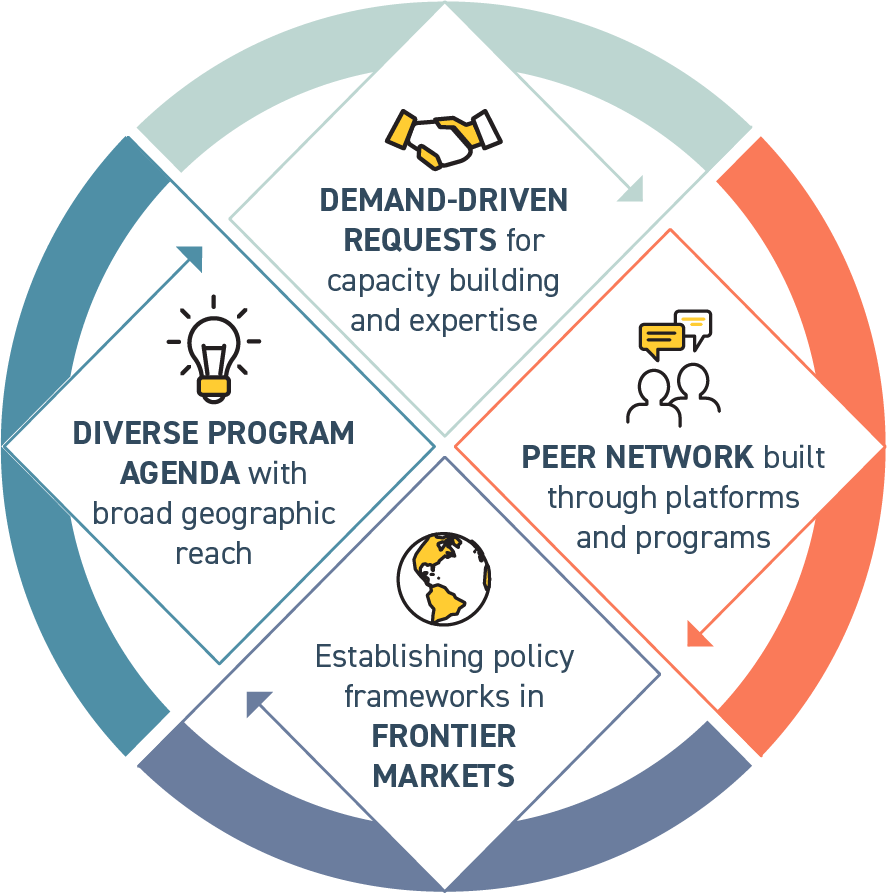 DEMAND-DRIVEN
REQUESTS for
capacity building
and expertise
DIVERSE PROGRAM
AGENDA with
broad geographic
reach
PEER NETWORK built
through platforms
and programs
Establishing policy
frameworks in
FRONTIER
MARKETS